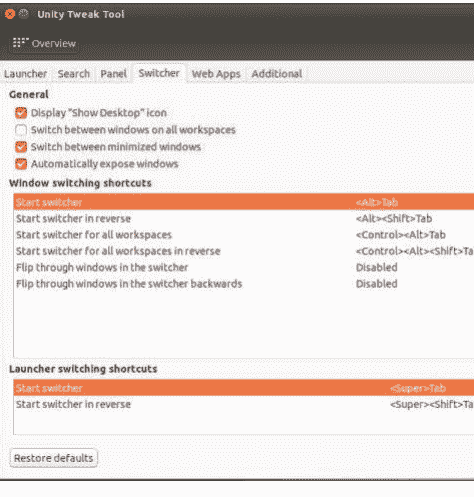 Unity Tweak Tool
Overview
Launcher Search Panel Switcher Web Apps Additional
General
Display "Show Desktop" icon
Switch between windows on all workspaces
Switch between minimized windows
Automatically expose windows
Window switching shortcuts
Start switcher <Alt>Tab
Start switcher in reverse <Alt><Shift>Tab
Start switcher for all workspaces <Control><Alt>Tab
Start switcher for all workspaces in reverse <Control><Alt><Shift>Ta
Flip through windows in the switcher Disabled
Flip through windows in the switcher backwards Disabled
Launcher switching shortcuts
Start switcher <Super>Tab
Start switcher in reverse <Super><Shift>Ta
Restore defaults